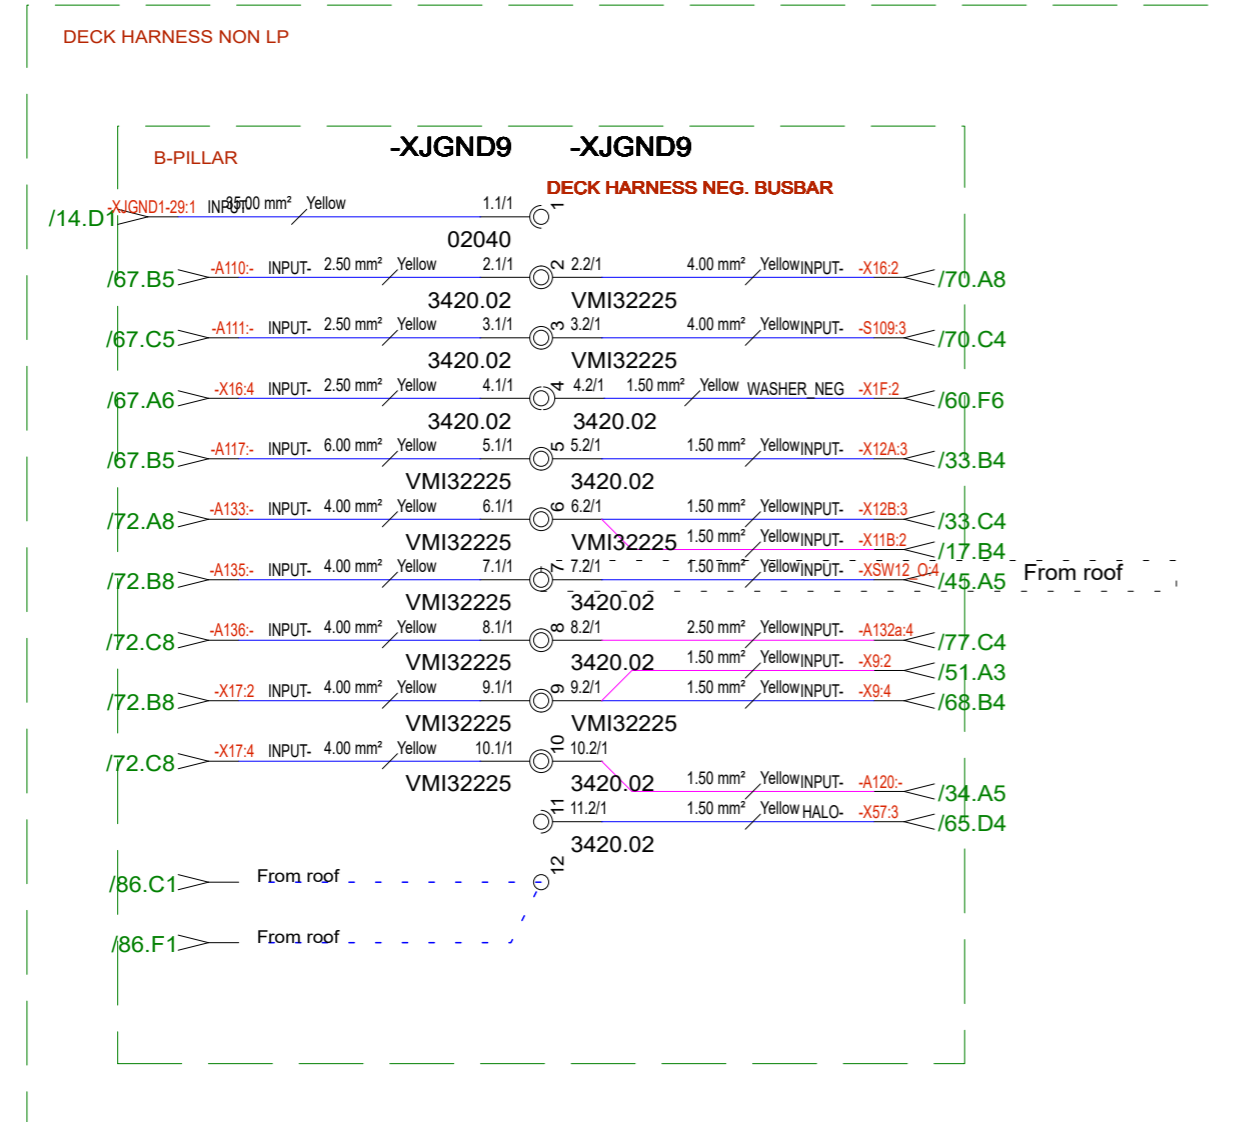 DECK HARNESS NON LP
-XJGND9 -XJGND9
B-PILLAR
DECK HARNESS NEG. BUSBAR
/14.D1 -XJGND1-29:1 INPUT- 35.00 mm² Yellow 1.1/1 1
02040
/67.B5 -A110:- INPUT- 2.50 mm² Yellow 2.1/1 2 2.2/1 4.00 mm² Yellow INPUT- -X16:2 /70.A8
3420.02 VMI32225
/67.C5 -A111:- INPUT- 2.50 mm² Yellow 3.1/1 3 3.2/1 4.00 mm² Yellow INPUT- -S109:3 /70.C4
3420.02 VMI32225
/67.A6 -X16:4 INPUT- 2.50 mm² Yellow 4.1/1 4 4.2/1 1.50 mm² Yellow WASHER_NEG -X1F:2 /60.F6
3420.02 3420.02
/67.B5 -A117:- INPUT- 6.00 mm² Yellow 5.1/1 5 5.2/1 1.50 mm² Yellow INPUT- -X12A:3 /33.B4
VMI32225 3420.02
/72.A8 -A133:- INPUT- 4.00 mm² Yellow 6.1/1 6 6.2/1 1.50 mm² Yellow INPUT- -X12B:3 /33.C4
VMI32225 VMI32225 1.50 mm² Yellow INPUT- -X11B:2 /17.B4
/72.B8 -A135:- INPUT- 4.00 mm² Yellow 7.1/1 7 7.2/1 1.50 mm² Yellow INPUT- -XSW12_O:4 /45.A5 From roof
VMI32225 3420.02
/72.C8 -A136:- INPUT- 4.00 mm² Yellow 8.1/1 8 8.2/1 2.50 mm² Yellow INPUT- -A132a:4 /77.C4
VMI32225 3420.02 1.50 mm² Yellow INPUT- -X9:2 /51.A3
/72.B8 -X17:2 INPUT- 4.00 mm² Yellow 9.1/1 9 9.2/1 1.50 mm² Yellow INPUT- -X9:4 /68.B4
VMI32225 VMI32225
/72.C8 -X17:4 INPUT- 4.00 mm² Yellow 10.1/1 10 10.2/1
VMI32225 3420.02 1.50 mm² Yellow INPUT- -A120:- /34.A5
11 11.2/1 1.50 mm² Yellow HALO- -X57:3 /65.D4
3420.02
/86.C1 From roof 12
/86.F1 From roof